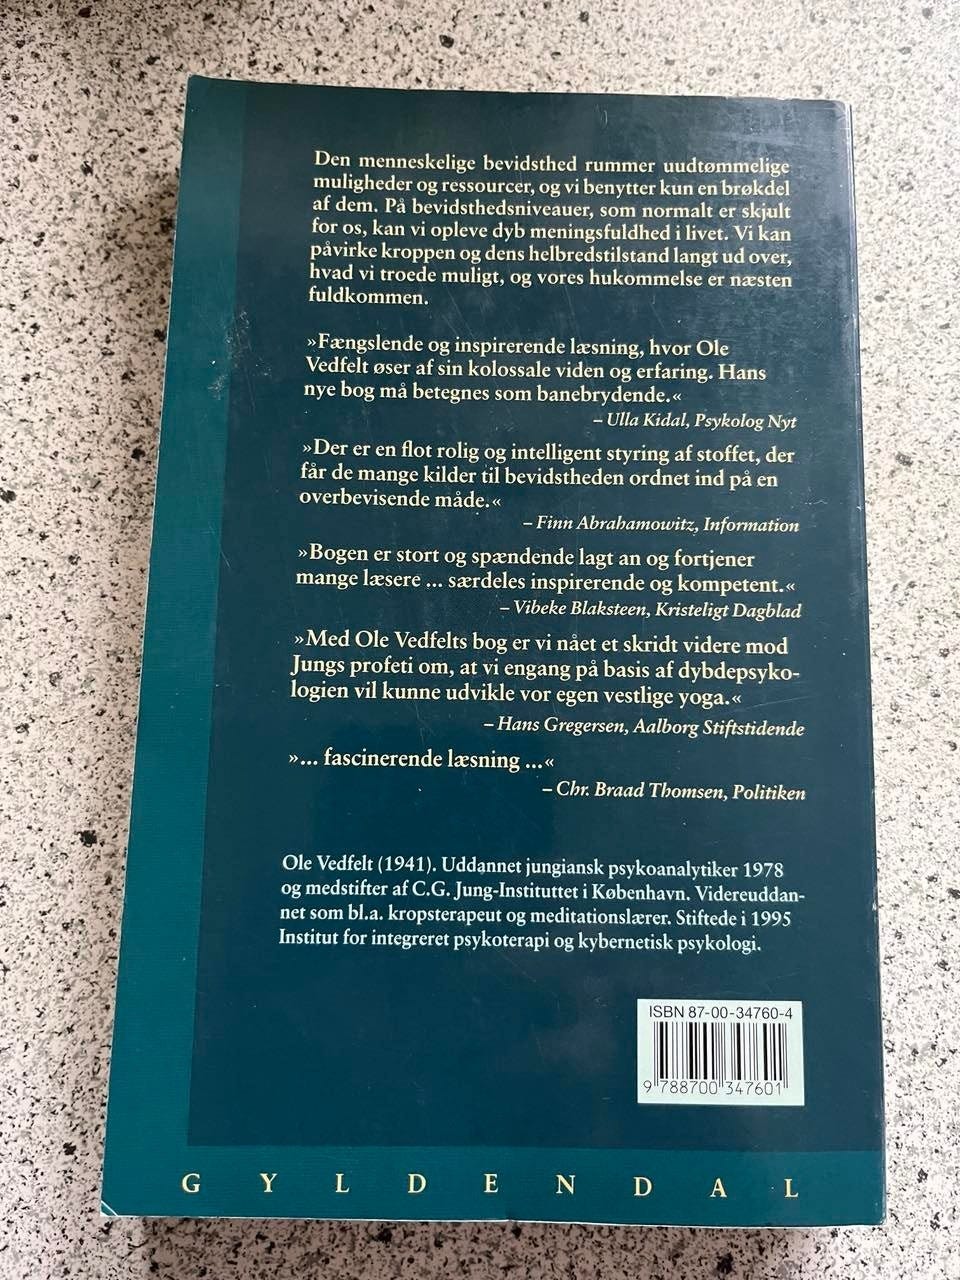 Den menneskelige bevidsthed rummer uudtømmelige
muligheder og ressourcer, og vi benytter kun en brøkdel
af dem. På bevidsthedsniveauer, som normalt er skjult
for os, kan vi opleve dyb meningsfuldhed i livet. Vi kan
påvirke kroppen og dens helbredstilstand langt ud over,
hvad vi troede muligt, og vores hukommelse er næsten
fuldkommen.
»Fængslende og inspirerende læsning, hvor Ole
Vedfelt øser af sin kolossale viden og erfaring. Hans
nye bog må betegnes som banebrydende.«
– Ulla Kidal, Psykolog Nyt
»Der er en flot rolig og intelligent styring af stoffet, der
får de mange kilder til bevidstheden ordnet ind på en
overbevisende måde.«
– Finn Abrahamowitz, Information
»Bogen er stort og spændende lagt an og fortjener
mange læsere ... særdeles inspirerende og kompetent.«
– Vibeke Blaksteen, Kristeligt Dagblad
»Med Ole Vedfelts bog er vi nået et skridt videre mod
Jungs profeti om, at vi engang på basis af dybdepsyko-
logien vil kunne udvikle vor egen vestlige yoga.«
– Hans Gregersen, Aalborg Stiftstidende
»... fascinerende læsning ...«
– Chr. Braad Thomsen, Politiken
Ole Vedfelt (1941). Uddannet jungiansk psykoanalytiker 1978
og medstifter af C.G. Jung-Instituttet i København. Videreuddan-
net som bl.a. kropsterapeut og meditationslærer. Stiftede i 1995
Institut for integreret psykoterapi og kybernetisk psykologi.
ISBN 87-00-34760-4
9 788700 347601
GYLDENDAL